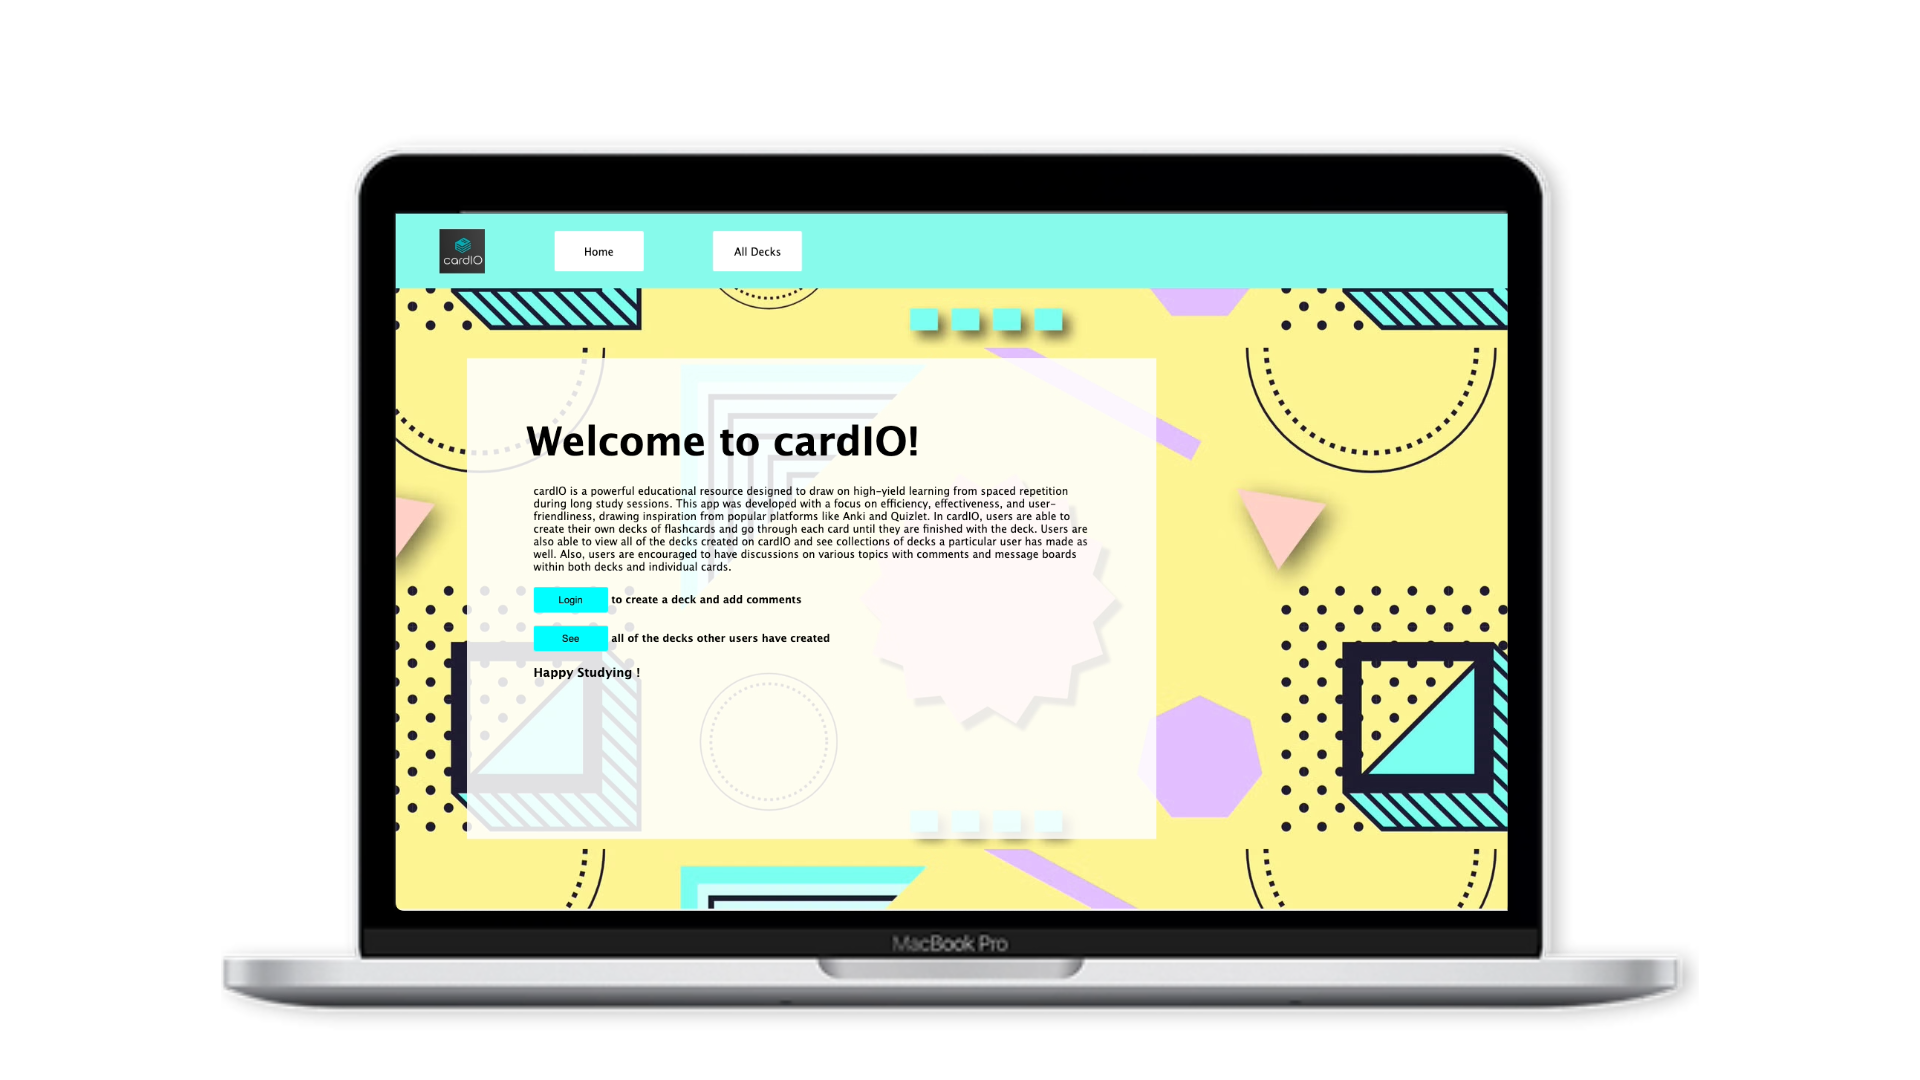 cardIO
Home
All Decks
Welcome to cardIO!
cardIO is a powerful educational resource designed to draw on high-yield learning from spaced repetition
during long study sessions. This app was developed with a focus on efficiency, effectiveness, and user-
friendliness, drawing inspiration from popular platforms like Anki and Quizlet. In cardIO, users are able to
create their own decks of flashcards and go through each card until they are finished with the deck. Users are
also able to view all of the decks created on cardIO and see collections of decks a particular user has made as
well. Also, users are encouraged to have discussions on various topics with comments and message boards
within both decks and individual cards.
Login to create a deck and add comments
See all of the decks other users have created
Happy Studying !
MacBook Pro